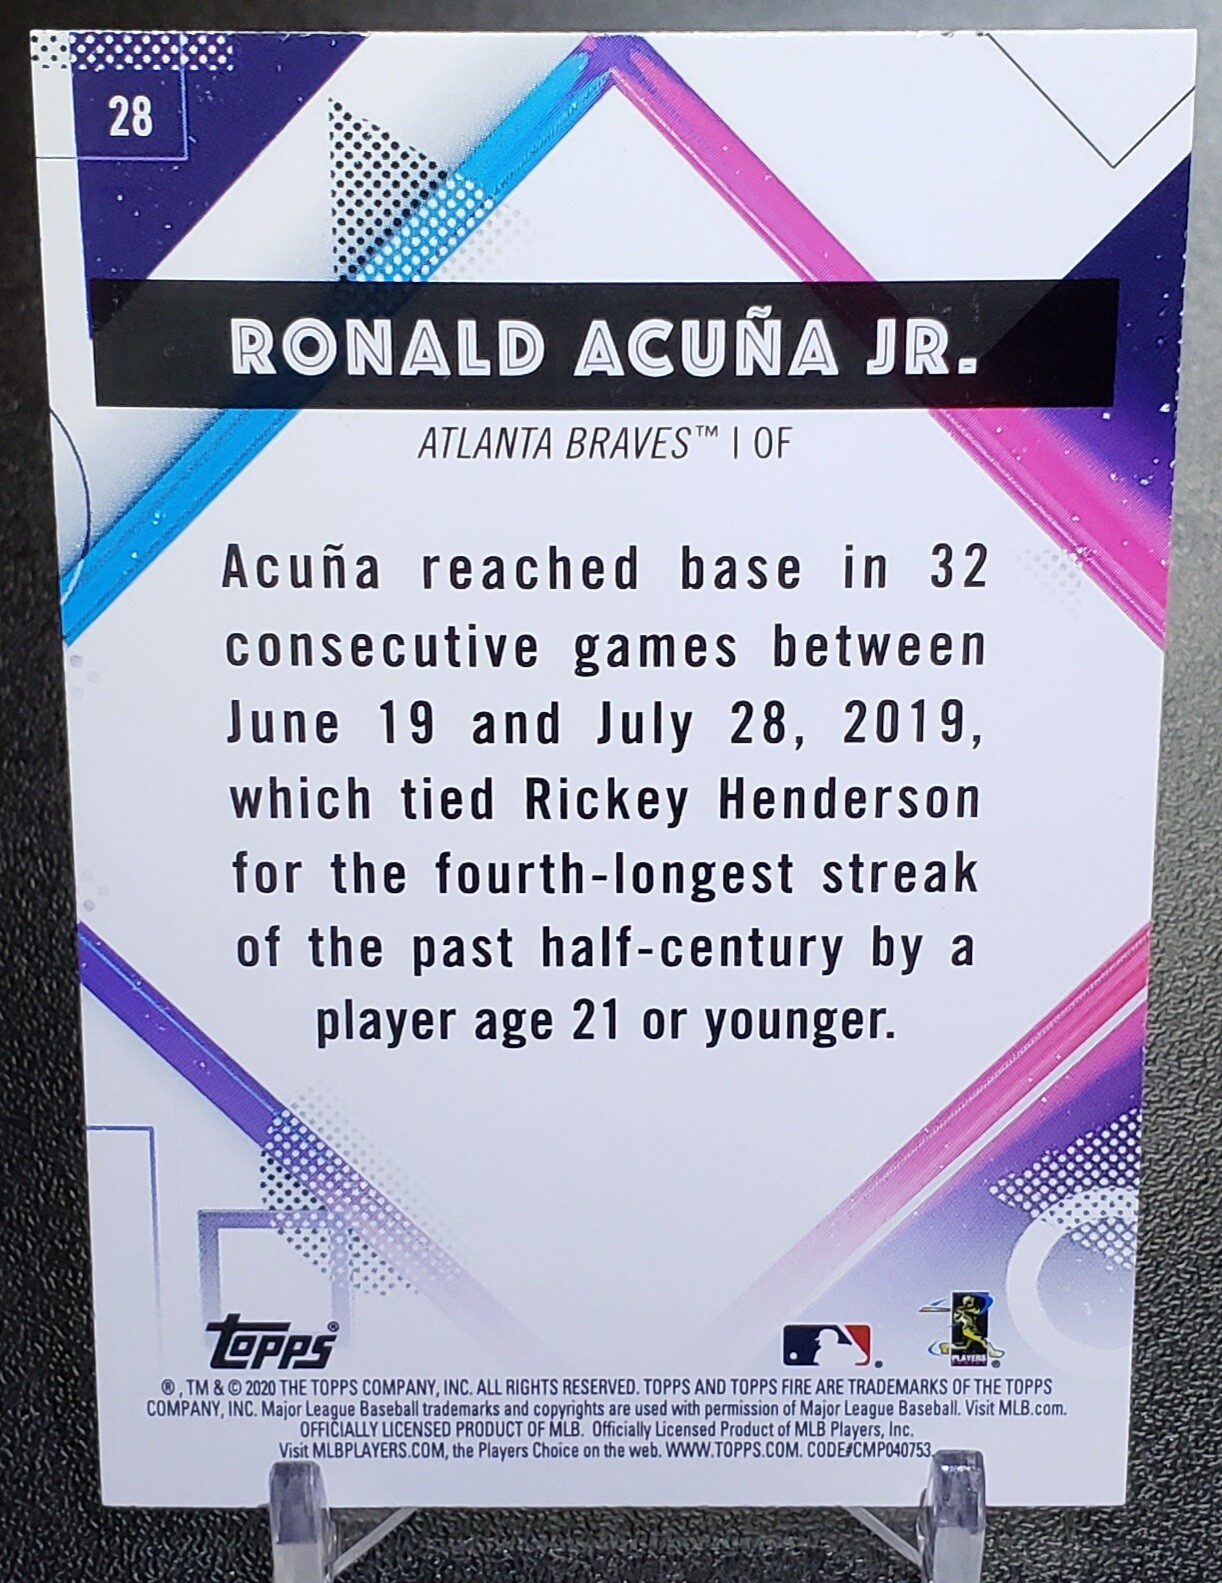 28
RONALD ACUÑA JR.
ATLANTA BRAVES™ | OF
Acuña reached base in 32
consecutive games between
June 19 and July 28, 2019,
which tied Rickey Henderson
for the fourth-longest streak
of the past half-century by a
player age 21 or younger.
Topps®
PLAYERS
®, TM & © 2020 THE TOPPS COMPANY, INC. ALL RIGHTS RESERVED. TOPPS AND TOPPS FIRE ARE TRADEMARKS OF THE TOPPS
COMPANY, INC. Major League Baseball trademarks and copyrights are used with permission of Major League Baseball. Visit MLB.com.
OFFICIALLY LICENSED PRODUCT OF MLB. Officially Licensed Product of MLB Players, Inc.
Visit MLBPLAYERS.COM, the Players Choice on the web. WWW.TOPPS.COM. CODE#CMP040753